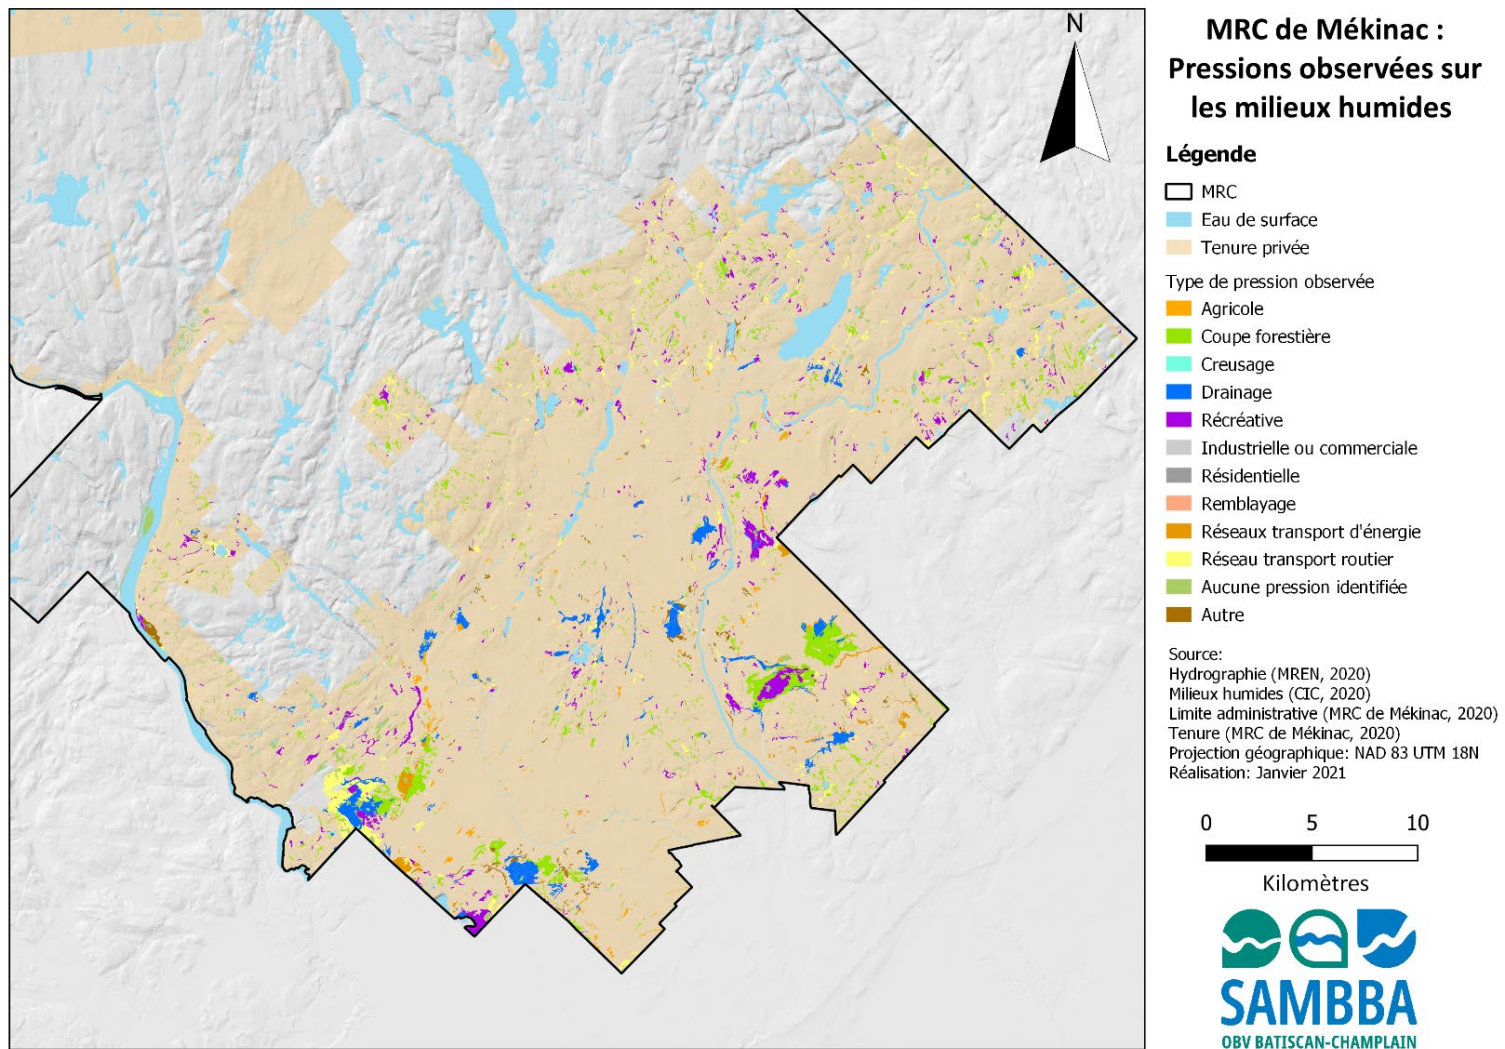 N
MRC de Mékinac :
Pressions observées sur
les milieux humides
Légende
MRC
Eau de surface
Tenure privée
Type de pression observée
Agricole
Coupe forestière
Creusage
Drainage
Récréative
Industrielle ou commerciale
Résidentielle
Remblayage
Réseaux transport d'énergie
Réseau transport routier
Aucune pression identifiée
Autre
Source:
Hydrographie (MREN, 2020)
Milieux humides (CIC, 2020)
Limite administrative (MRC de Mékinac, 2020)
Tenure (MRC de Mékinac, 2020)
Projection géographique: NAD 83 UTM 18N
Réalisation: Janvier 2021
0 5 10
Kilomètres
SAMBBA
OBV BATISCAN-CHAMPLAIN